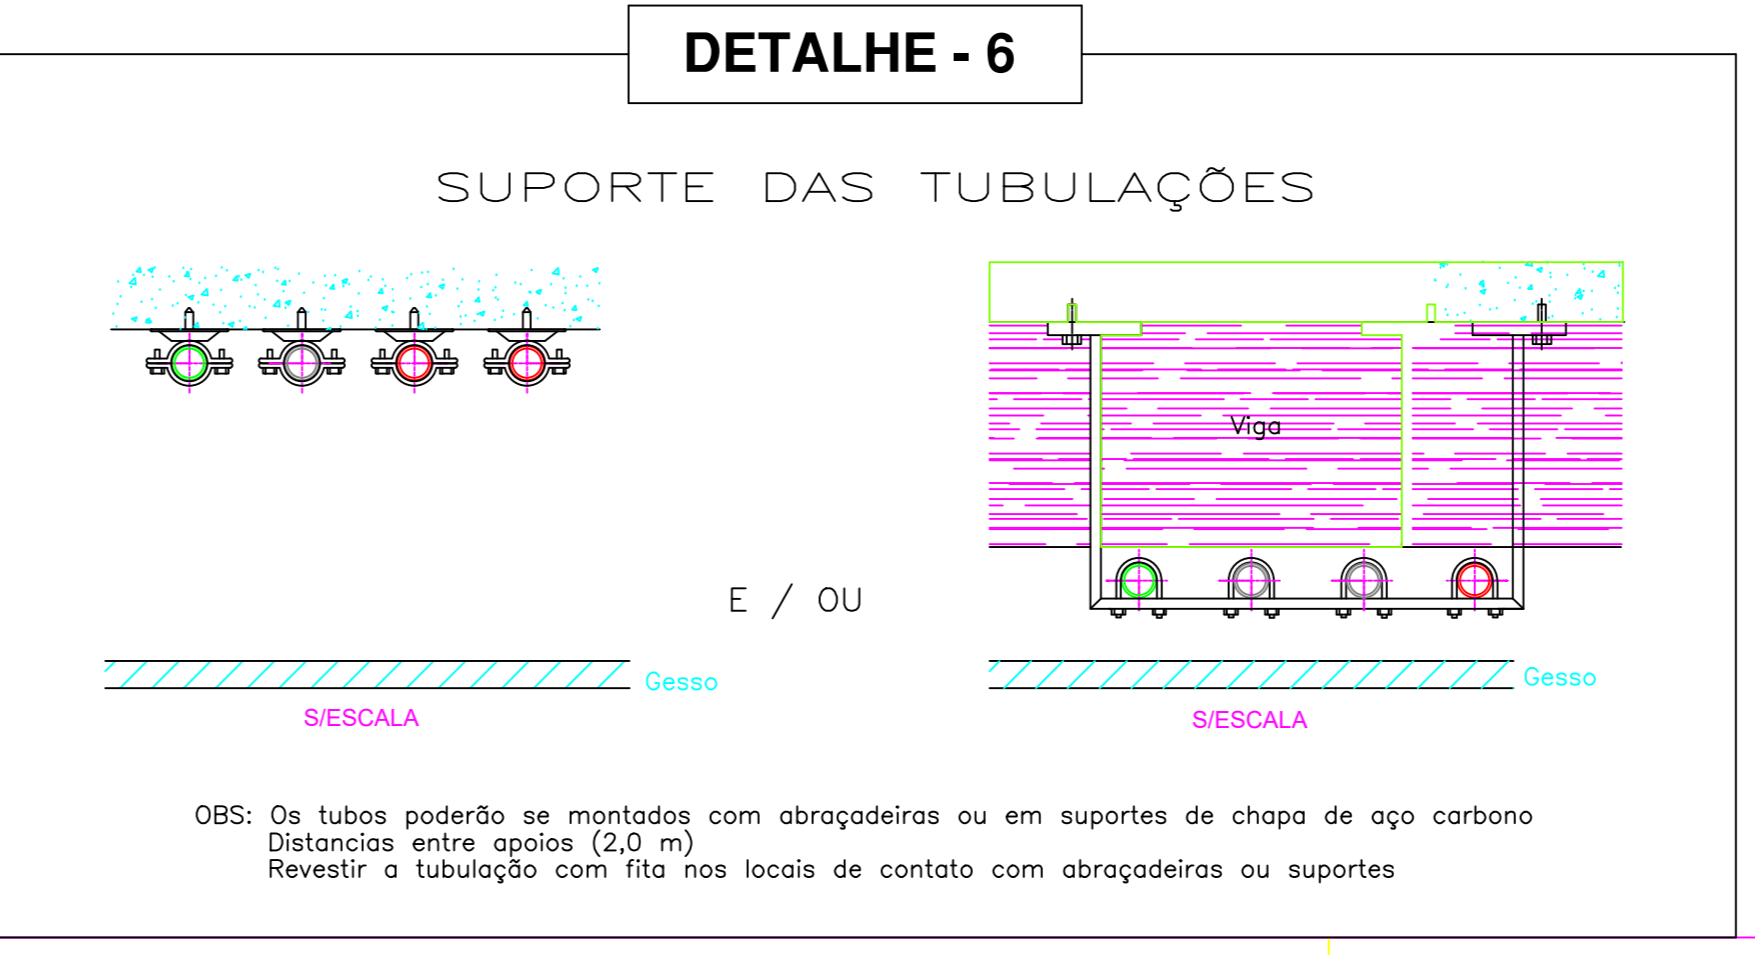 DETALHE - 6
SUPORTE DAS TUBULAÇÕES
Viga
E / OU
Gesso
Gesso
S/ESCALA
S/ESCALA
OBS: Os tubos poderão se montados com abraçadeiras ou em suportes de chapa de aço carbono
Distancias entre apoios (2,0 m)
Revestir a tubulação com fita nos locais de contato com abraçadeiras ou suportes